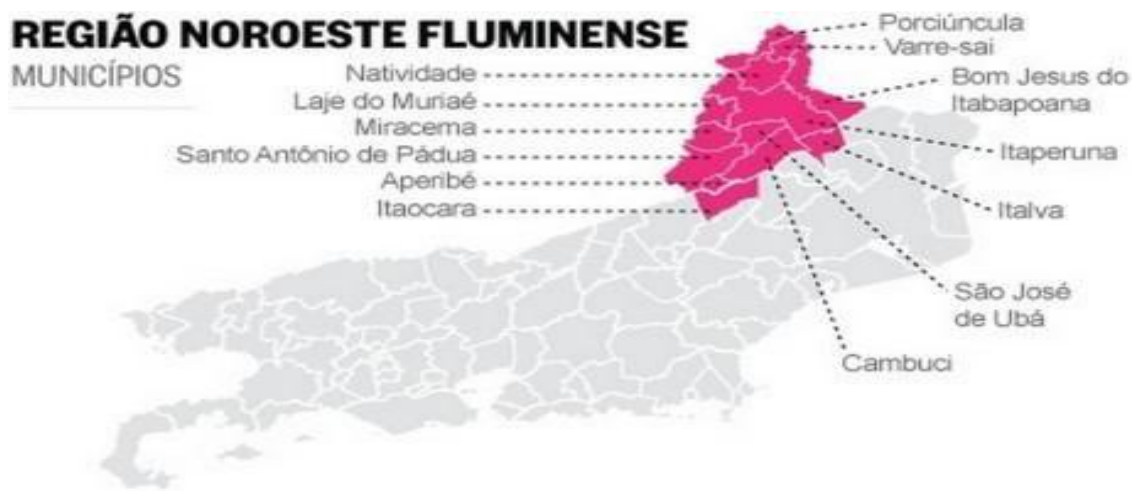 REGIÃO NOROESTE FLUMINENSE
MUNICÍPIOS
Porciúncula
Varre-sai
Natividade
Bom Jesus do
Itabapoana
Laje do Muriaé
Miracema
Itaperuna
Santo Antônio de Pádua
Aperibé
Itaocara
Italva
São José
de Ubá
Cambuci